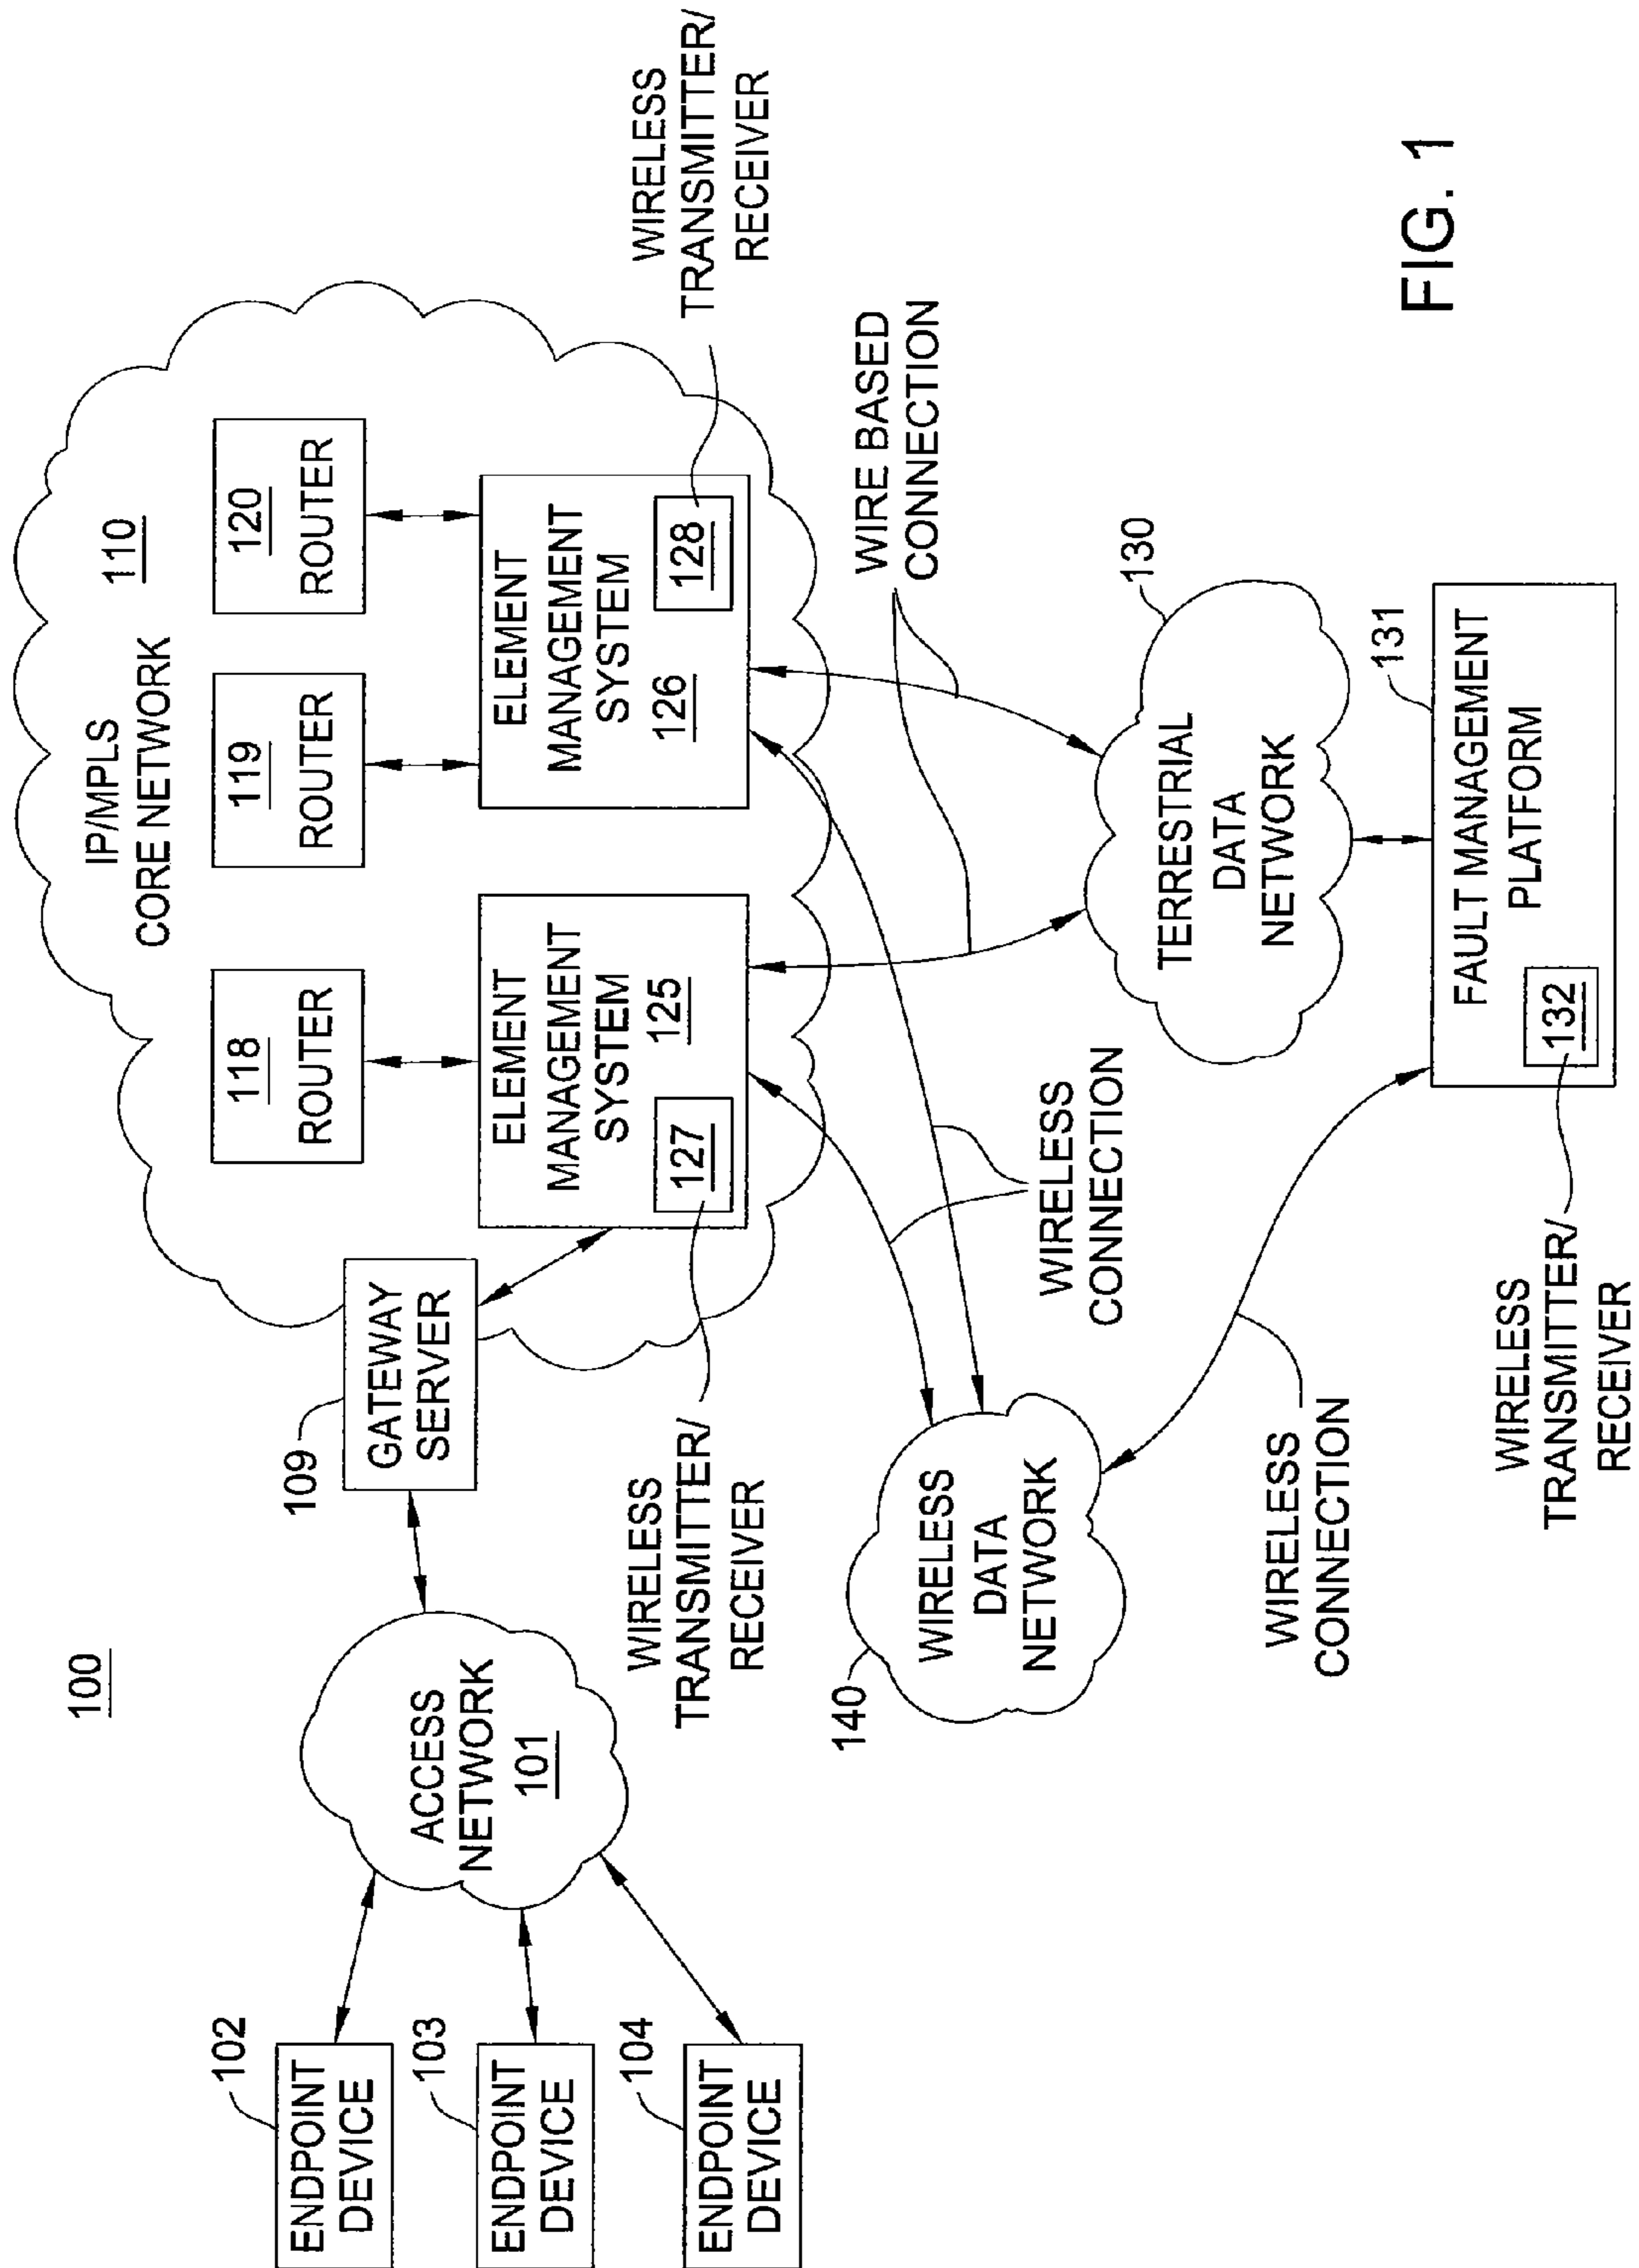 100
IP/MPLS
CORE NETWORK
110
118
ROUTER
119
ROUTER
120
ROUTER
102
ENDPOINT
DEVICE
103
ENDPOINT
DEVICE
104
ENDPOINT
DEVICE
ACCESS
NETWORK
101
109
GATEWAY
SERVER
ELEMENT
MANAGEMENT
SYSTEM
125
127
ELEMENT
MANAGEMENT
SYSTEM
126
128
WIRELESS
TRANSMITTER/
RECEIVER
WIRELESS
TRANSMITTER/
RECEIVER
140
WIRELESS
DATA
NETWORK
WIRELESS
CONNECTION
WIRE BASED
CONNECTION
130
TERRESTRIAL
DATA
NETWORK
WIRELESS
CONNECTION
131
FAULT MANAGEMENT
PLATFORM
132
WIRELESS
TRANSMITTER/
RECEIVER
FIG. 1